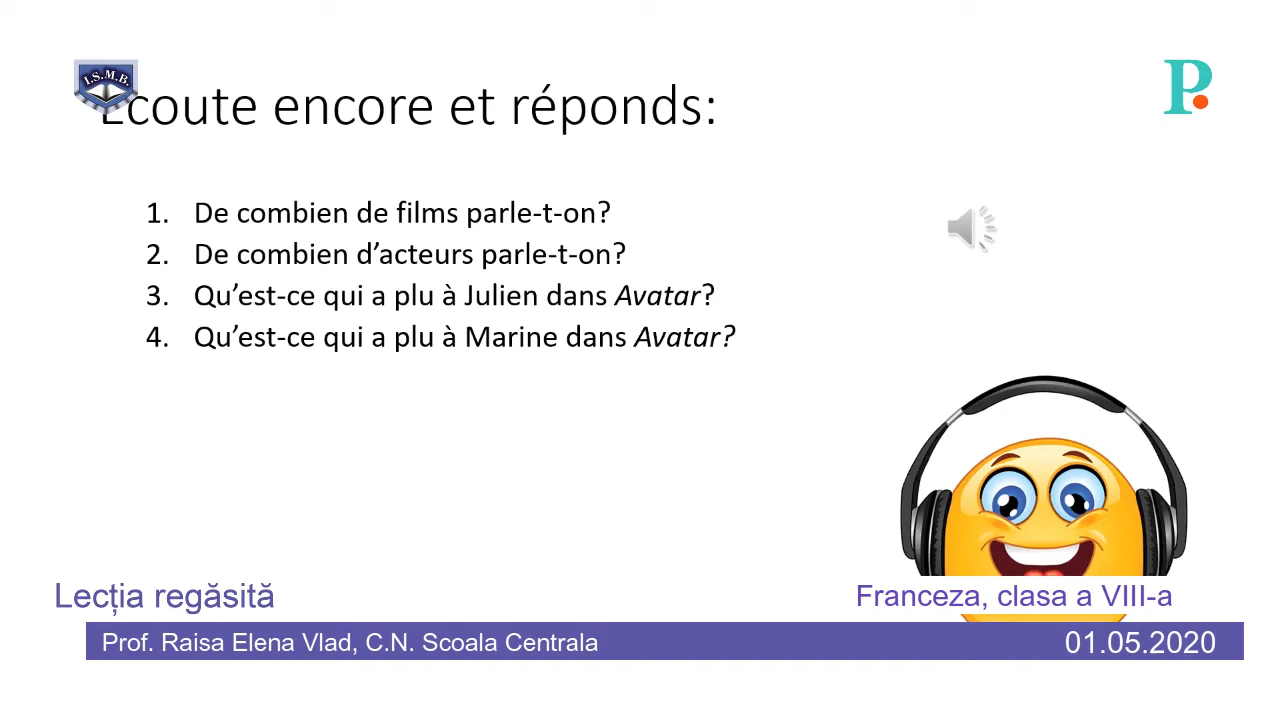 I.S.M.B.
P.
Ecoute encore et réponds:
1. De combien de films parle-t-on?
2. De combien d’acteurs parle-t-on?
3. Qu’est-ce qui a plu à Julien dans Avatar?
4. Qu’est-ce qui a plu à Marine dans Avatar?
Lecția regăsită
Franceza, clasa a VIII-a
Prof. Raisa Elena Vlad, C.N. Scoala Centrala
01.05.2020